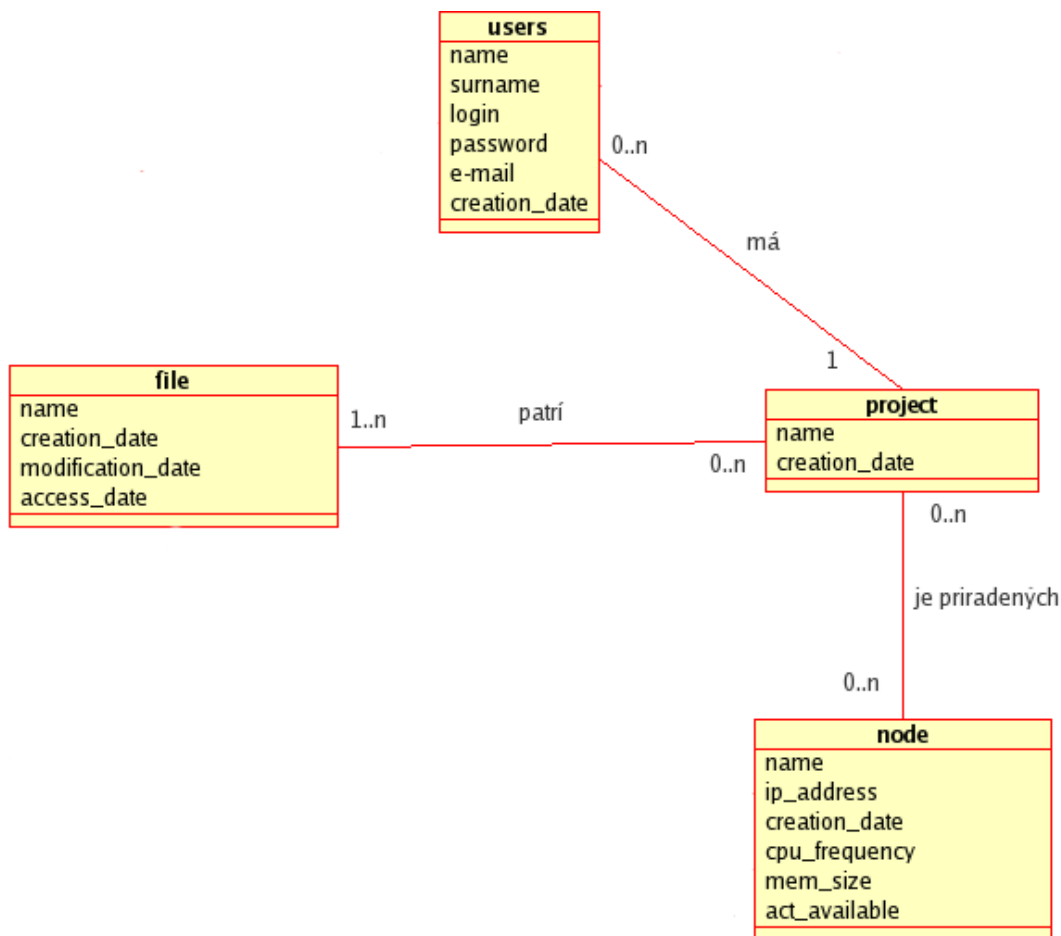 users
name
surname
login
password
e-mail
creation_date
0..n
má
1
file
name
creation_date
modification_date
access_date
1..n
patrí
0..n
project
name
creation_date
0..n
je priradených
0..n
node
name
ip_address
creation_date
cpu_frequency
mem_size
act_available